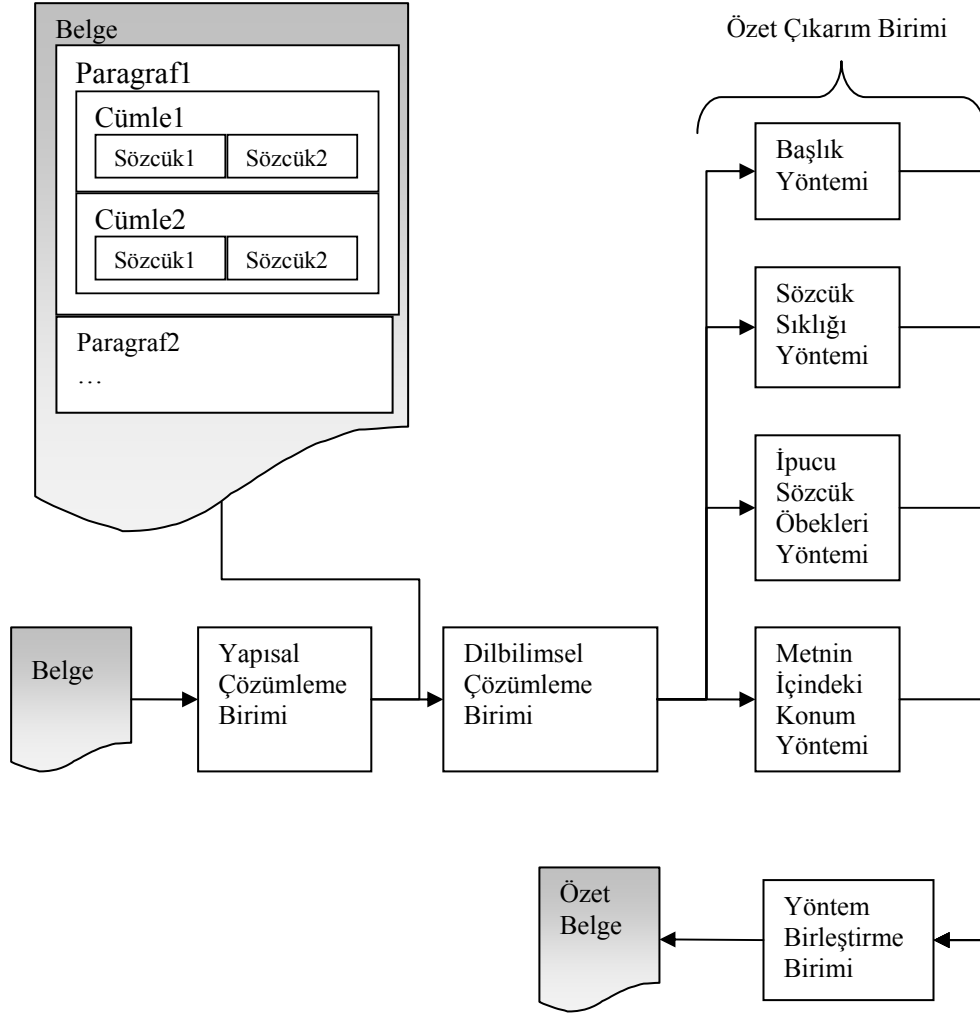 Belge
Paragraf1
Cümle1
Sözcük1 Sözcük2
Cümle2
Sözcük1 Sözcük2
Paragraf2
…
Özet Çıkarım Birimi
Başlık
Yöntemi
Sözcük
Sıklığı
Yöntemi
İpucu
Sözcük
Öbekleri
Yöntemi
Belge
Yapısal
Çözümleme
Birimi
Dilbilimsel
Çözümleme
Birimi
Metnin
İçindeki
Konum
Yöntemi
Özet
Belge
Yöntem
Birleştirme
Birimi